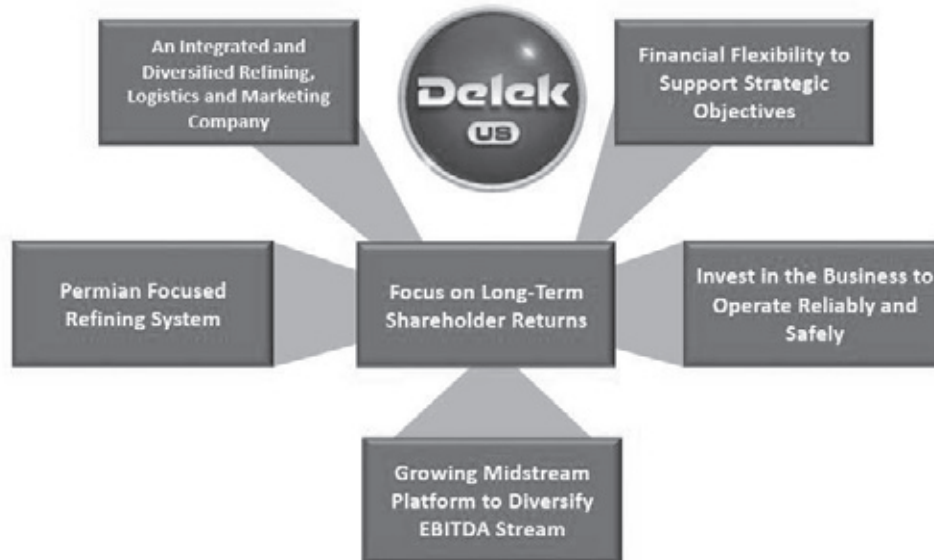 An Integrated and
Diversified Refining,
Logistics and Marketing
Company
Delek
US
Financial Flexibility to
Support Strategic
Objectives
Permian Focused
Refining System
Focus on Long-Term
Shareholder Returns
Invest in the Business to
Operate Reliably and
Safely
Growing Midstream
Platform to Diversify
EBITDA Stream